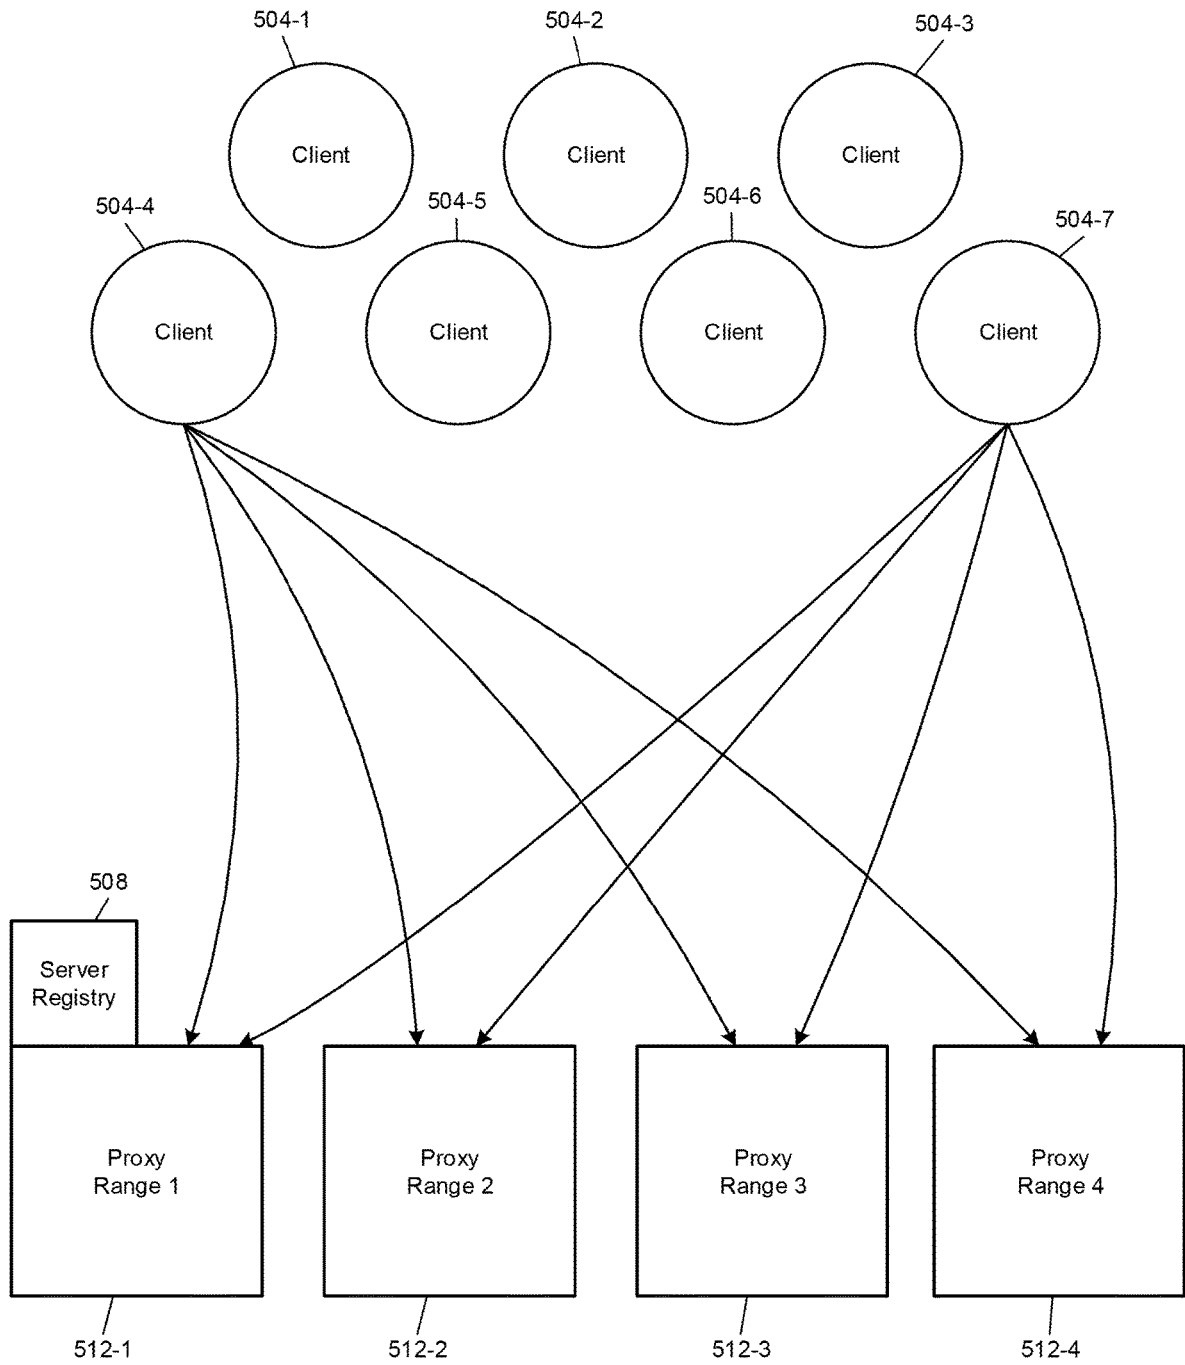 504-1
504-2
504-3
Client
Client
Client
504-4
504-5
504-6
504-7
Client
Client
Client
Client
508
Server
Registry
Proxy
Range 1
Proxy
Range 2
Proxy
Range 3
Proxy
Range 4
512-1
512-2
512-3
512-4